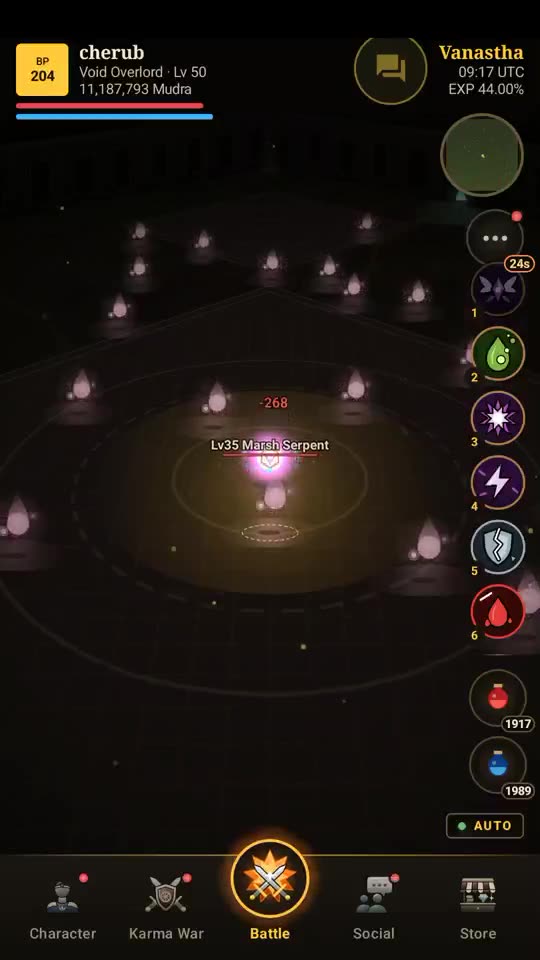 BP
204
cherub
Void Overlord · Lv 50
11,187,793 Mudra
Vanastha
09:17 UTC
EXP 44.00%
24s
1
2
-268
3
Lv35 Marsh Serpent
4
5
6
1917
1989
AUTO
Character
Karma War
Battle
Social
Store